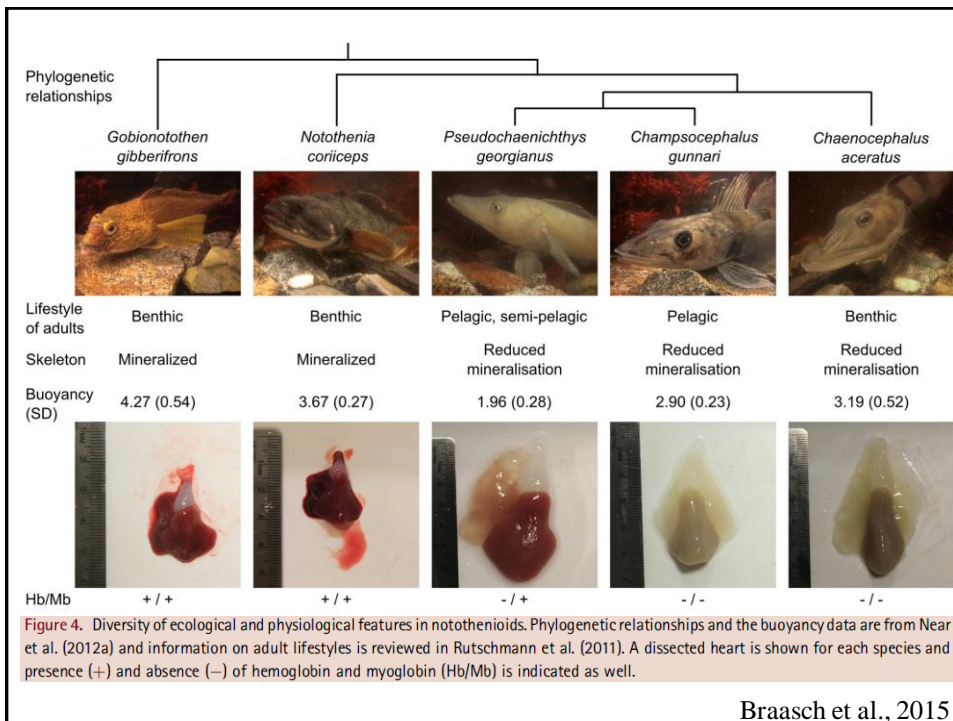 Phylogenetic
relationships
Gobionotothen
gibberifrons
Notothenia
coriiceps
Pseudochaenichthys
georgianus
Champsocephalus
gunnari
Chaenocephalus
aceratus
Lifestyle
of adults
Benthic
Benthic
Pelagic, semi-pelagic
Pelagic
Benthic
Skeleton
Mineralized
Mineralized
Reduced
mineralisation
Reduced
mineralisation
Reduced
mineralisation
Buoyancy
(SD)
4.27 (0.54)
3.67 (0.27)
1.96 (0.28)
2.90 (0.23)
3.19 (0.52)
Hb/Mb
+ / +
+ / +
- / +
- / -
- / -
Figure 4. Diversity of ecological and physiological features in notothenioids. Phylogenetic relationships and the buoyancy data are from Near
et al. (2012a) and information on adult lifestyles is reviewed in Rutschmann et al. (2011). A dissected heart is shown for each species and
presence (+) and absence (−) of hemoglobin and myoglobin (Hb/Mb) is indicated as well.
Braasch et al., 2015